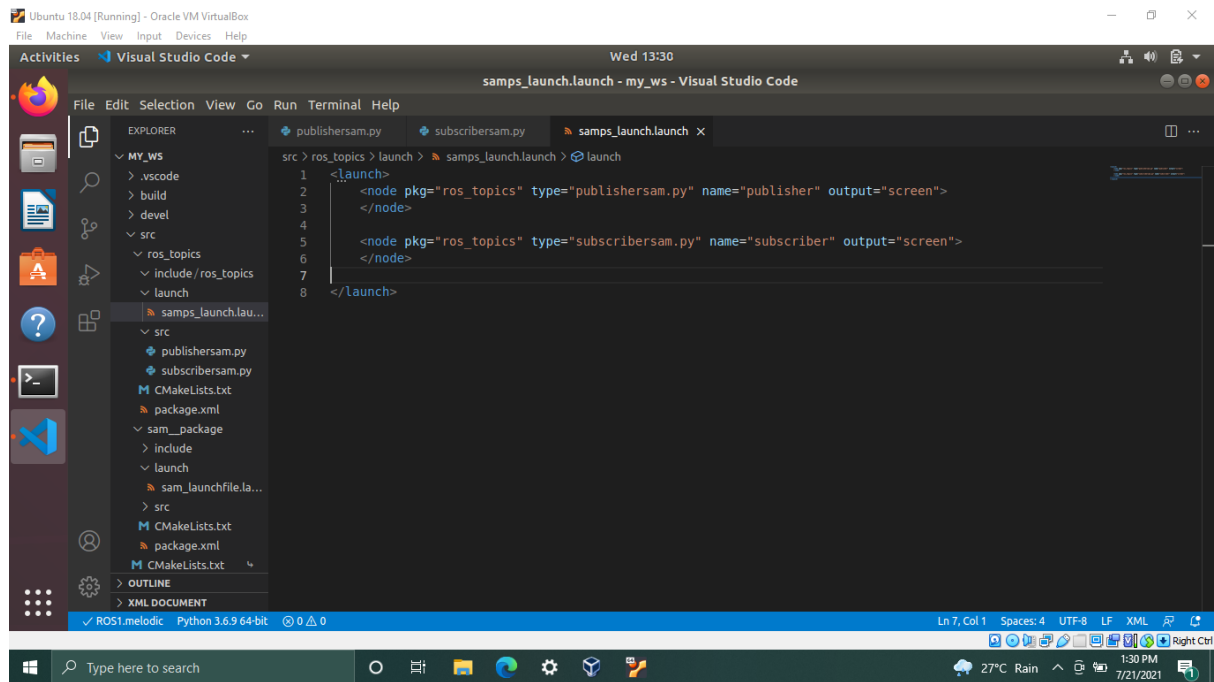 Ubuntu 18.04 [Running] - Oracle VM VirtualBox
File Machine View Input Devices Help
Activities Visual Studio Code Wed 13:30
samps_launch.launch - my_ws - Visual Studio Code
File Edit Selection View Go Run Terminal Help
EXPLORER ...
publishersam.py subscribersam.py samps_launch.launch
MY_WS
.vscode
build
devel
src
ros_topics
include/ros_topics
launch
samps_launch.lau...
src
publishersam.py
subscribersam.py
CMakeLists.txt
package.xml
sam__package
include
launch
sam_launchfile.la...
src
CMakeLists.txt
package.xml
CMakeLists.txt
OUTLINE
XML DOCUMENT
src > ros_topics > launch > samps_launch.launch > launch
1 <launch>
2 <node pkg="ros_topics" type="publishersam.py" name="publisher" output="screen">
3 </node>
4
5 <node pkg="ros_topics" type="subscribersam.py" name="subscriber" output="screen">
6 </node>
7
8 </launch>
ROS1.melodic Python 3.6.9 64-bit 0 0 Ln 7, Col 1 Spaces: 4 UTF-8 LF XML
Right Ctrl
Type here to search 27°C Rain 1:30 PM
7/21/2021